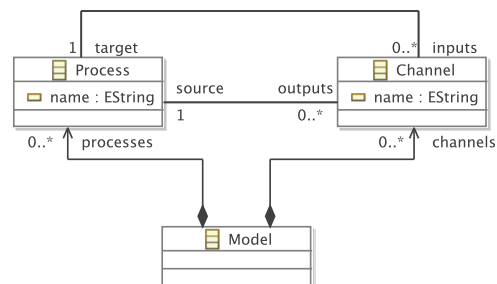 1 target 0..* inputs
Process Channel
name : EString source outputs name : EString
1 0..*
0..* processes 0..* channels
Model